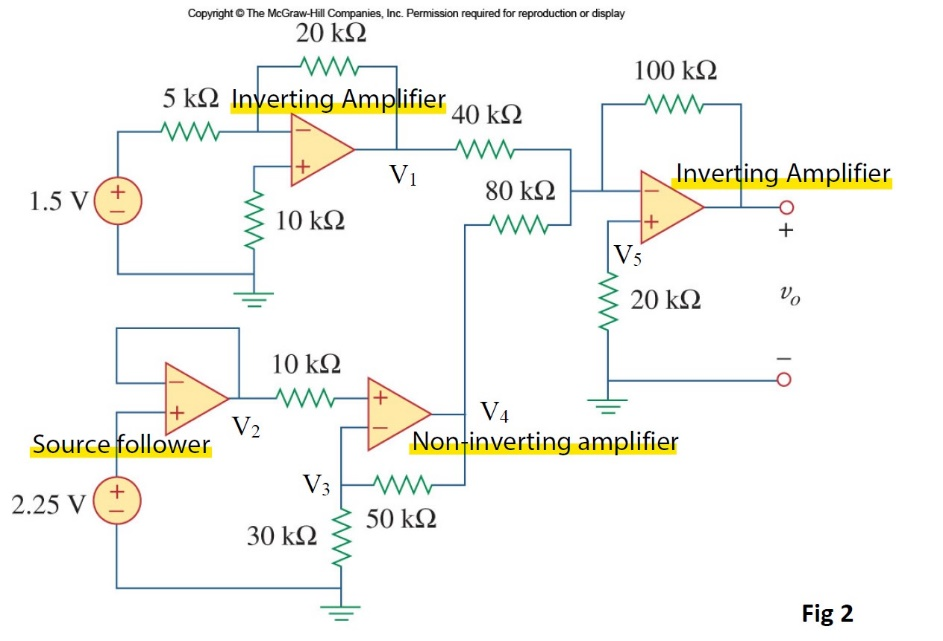 Copyright © The McGraw-Hill Companies, Inc. Permission required for reproduction or display
20 kΩ
100 kΩ
5 kΩ Inverting Amplifier
40 kΩ
Inverting Amplifier
V1
1.5 V
+
−
−
+
10 kΩ
80 kΩ
−
+
+
V5
20 kΩ
vo
−
10 kΩ
−
+
V2
+
−
V4
Source follower
Non-inverting amplifier
V3
2.25 V
+
−
50 kΩ
30 kΩ
Fig 2